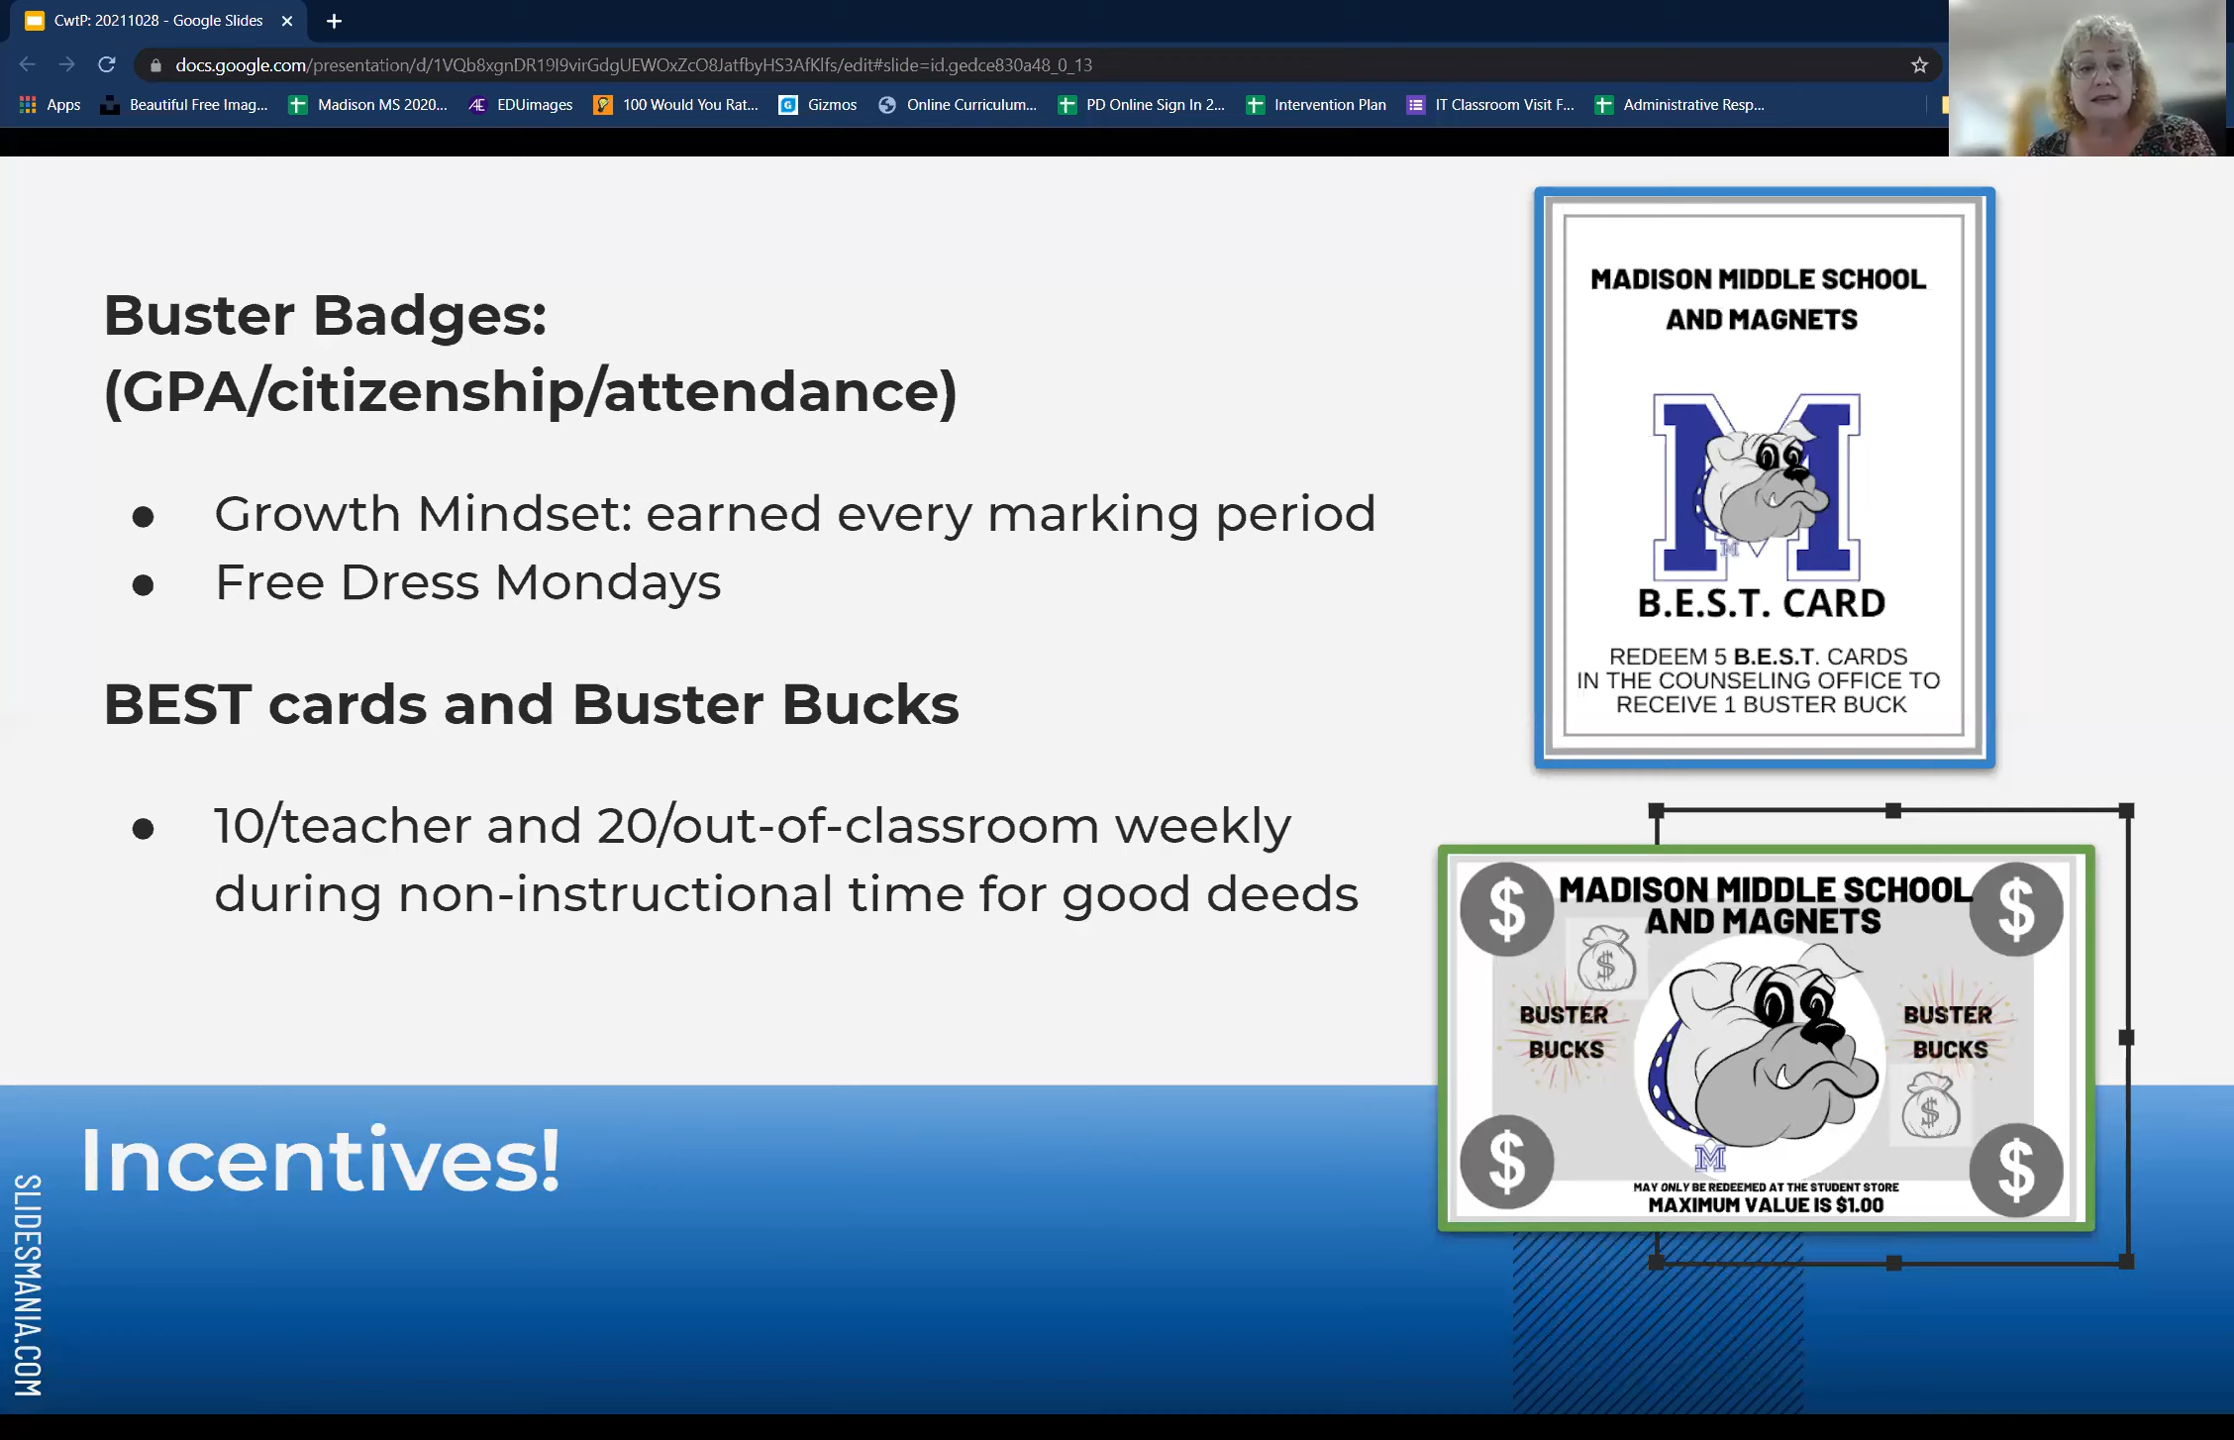 CwtP: 20211028 - Google Slides
docs.google.com/presentation/d/1VQb8xgnDR19I9virGdgUEWOxZcO8JatfbyHS3AfKlfs/edit#slide=id.gedce830a48_0_13
Apps Beautiful Free Imag... Madison MS 2020... EDUimages 100 Would You Rat... Gizmos Online Curriculum... PD Online Sign In 2... Intervention Plan IT Classroom Visit F... Administrative Resp...
Buster Badges:
(GPA/citizenship/attendance)
● Growth Mindset: earned every marking period
● Free Dress Mondays
BEST cards and Buster Bucks
● 10/teacher and 20/out-of-classroom weekly
during non-instructional time for good deeds
MADISON MIDDLE SCHOOL
AND MAGNETS
M
B.E.S.T. CARD
REDEEM 5 B.E.S.T. CARDS
IN THE COUNSELING OFFICE TO
RECEIVE 1 BUSTER BUCK
$ MADISON MIDDLE SCHOOL $
AND MAGNETS
$
BUSTER
BUCKS
BUSTER
BUCKS
$
M
$ $
MAY ONLY BE REDEEMED AT THE STUDENT STORE
MAXIMUM VALUE IS $1.00
Incentives!
SLIDESMANIA.COM